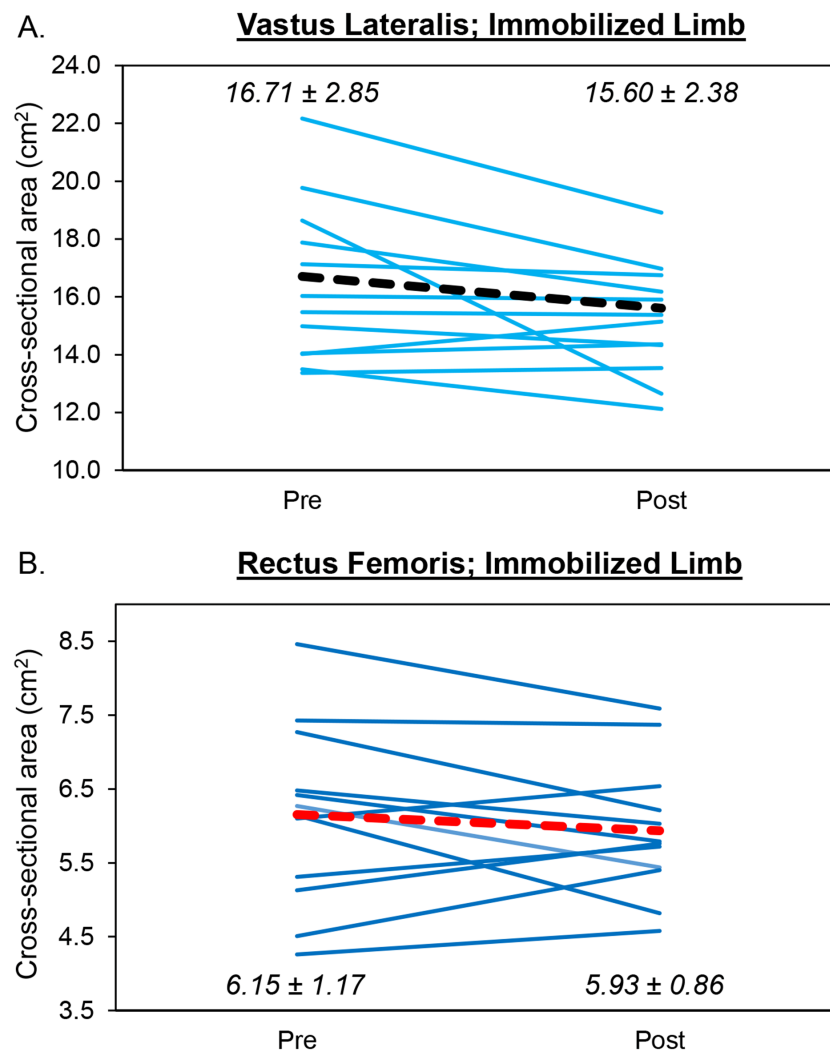 A.
Vastus Lateralis; Immobilized Limb
Cross-sectional area (cm²)
24.0
22.0
20.0
18.0
16.0
14.0
12.0
10.0
16.71 ± 2.85
15.60 ± 2.38
Pre
Post
B.
Rectus Femoris; Immobilized Limb
Cross-sectional area (cm²)
8.5
7.5
6.5
5.5
4.5
3.5
6.15 ± 1.17
5.93 ± 0.86
Pre
Post